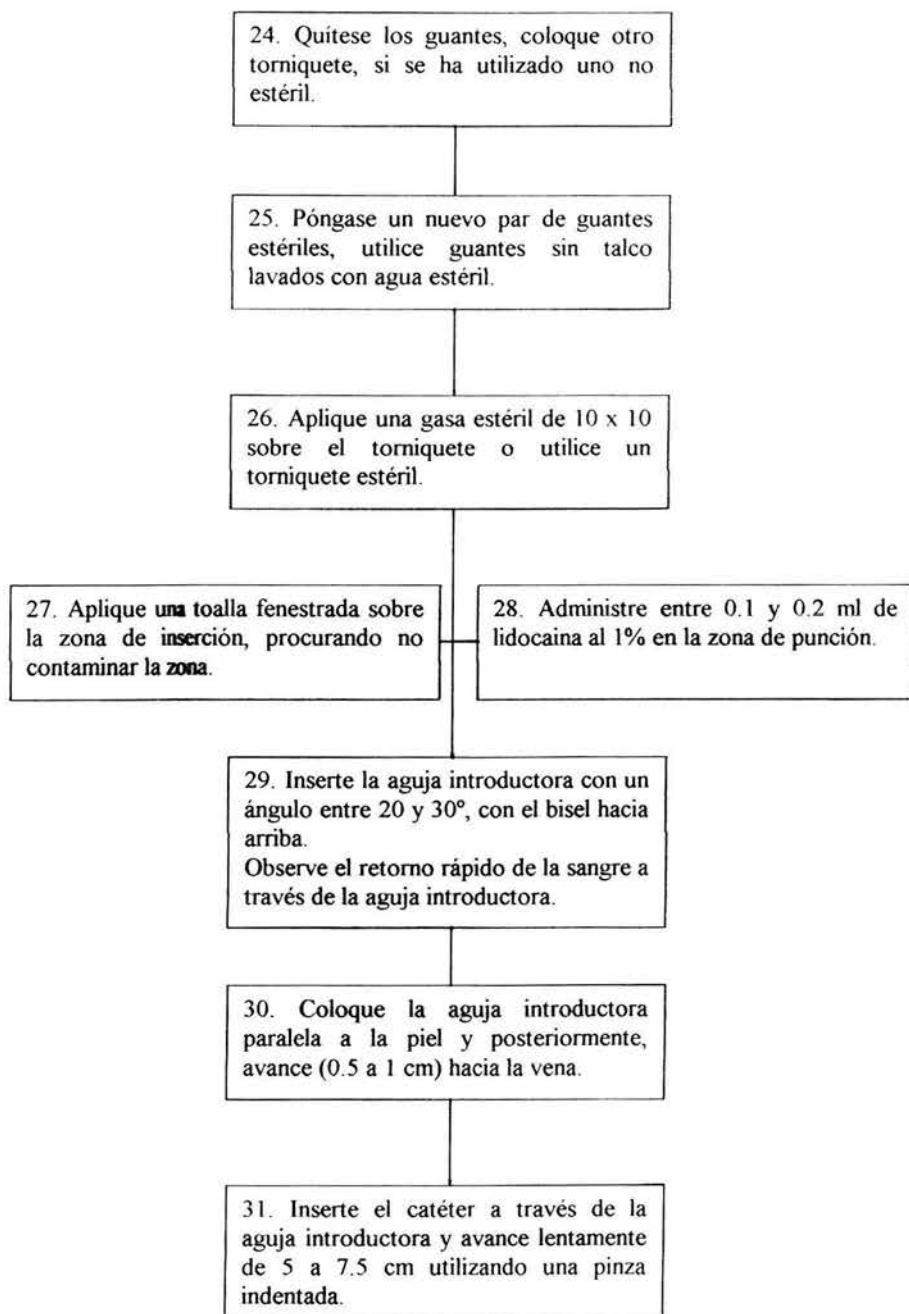 24. Quítese los guantes, coloque otro
torniquete, si se ha utilizado uno no
estéril.
25. Póngase un nuevo par de guantes
estériles, utilice guantes sin talco
lavados con agua estéril.
26. Aplique una gasa estéril de 10 x 10
sobre el torniquete o utilice un
torniquete estéril.
27. Aplique una toalla fenestrada sobre
la zona de inserción, procurando no
contaminar la zona.
28. Administre entre 0.1 y 0.2 ml de
lidocaina al 1% en la zona de punción.
29. Inserte la aguja introductora con un
ángulo entre 20 y 30º, con el bisel hacia
arriba.
Observe el retorno rápido de la sangre a
través de la aguja introductora.
30. Coloque la aguja introductora
paralela a la piel y posteriormente,
avance (0.5 a 1 cm) hacia la vena.
31. Inserte el catéter a través de la
aguja introductora y avance lentamente
de 5 a 7.5 cm utilizando una pinza
indentada.